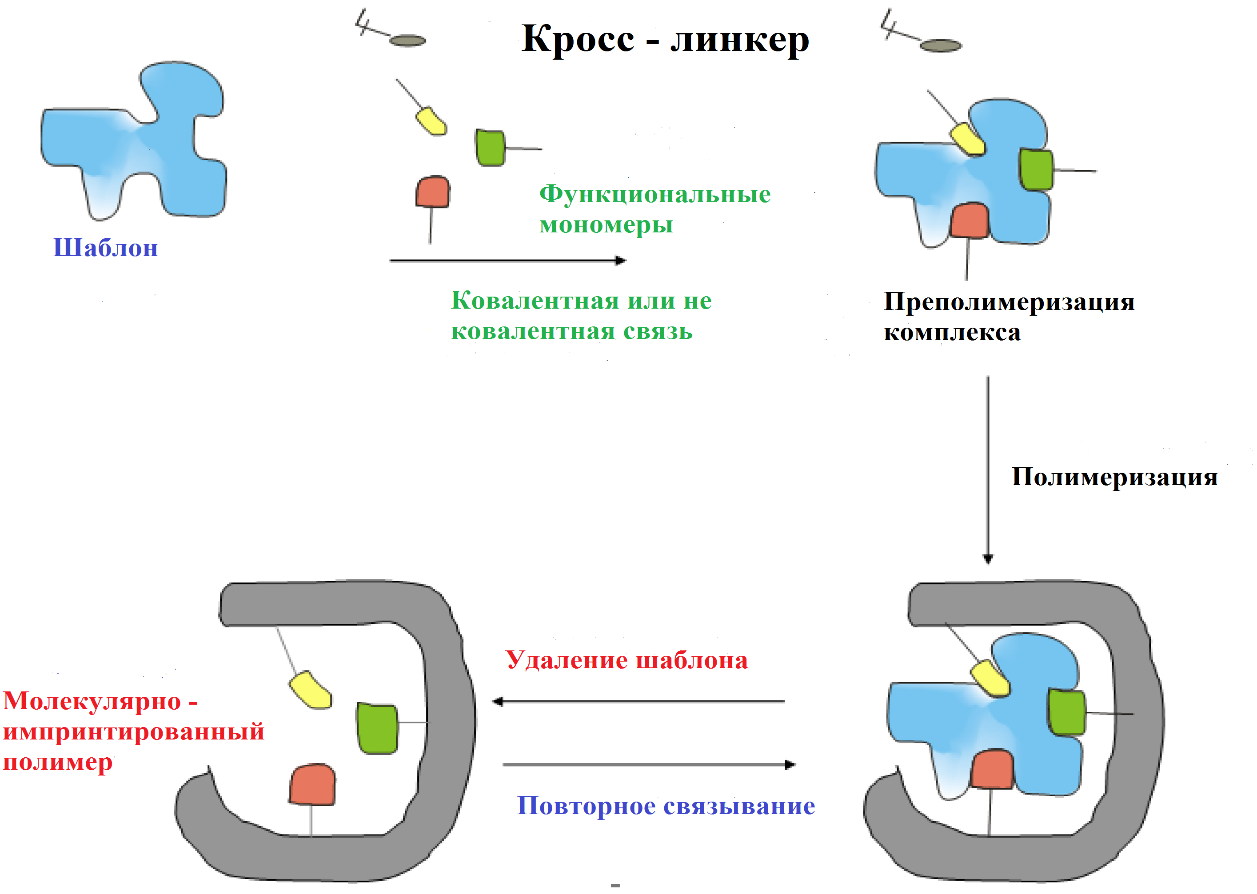 Кросс - линкер
Шаблон
Функциональные
мономеры
Ковалентная или не
ковалентная связь
Преполимеризация
комплекса
Полимеризация
Удаление шаблона
Молекулярно -
импринтированный
полимер
Повторное связывание